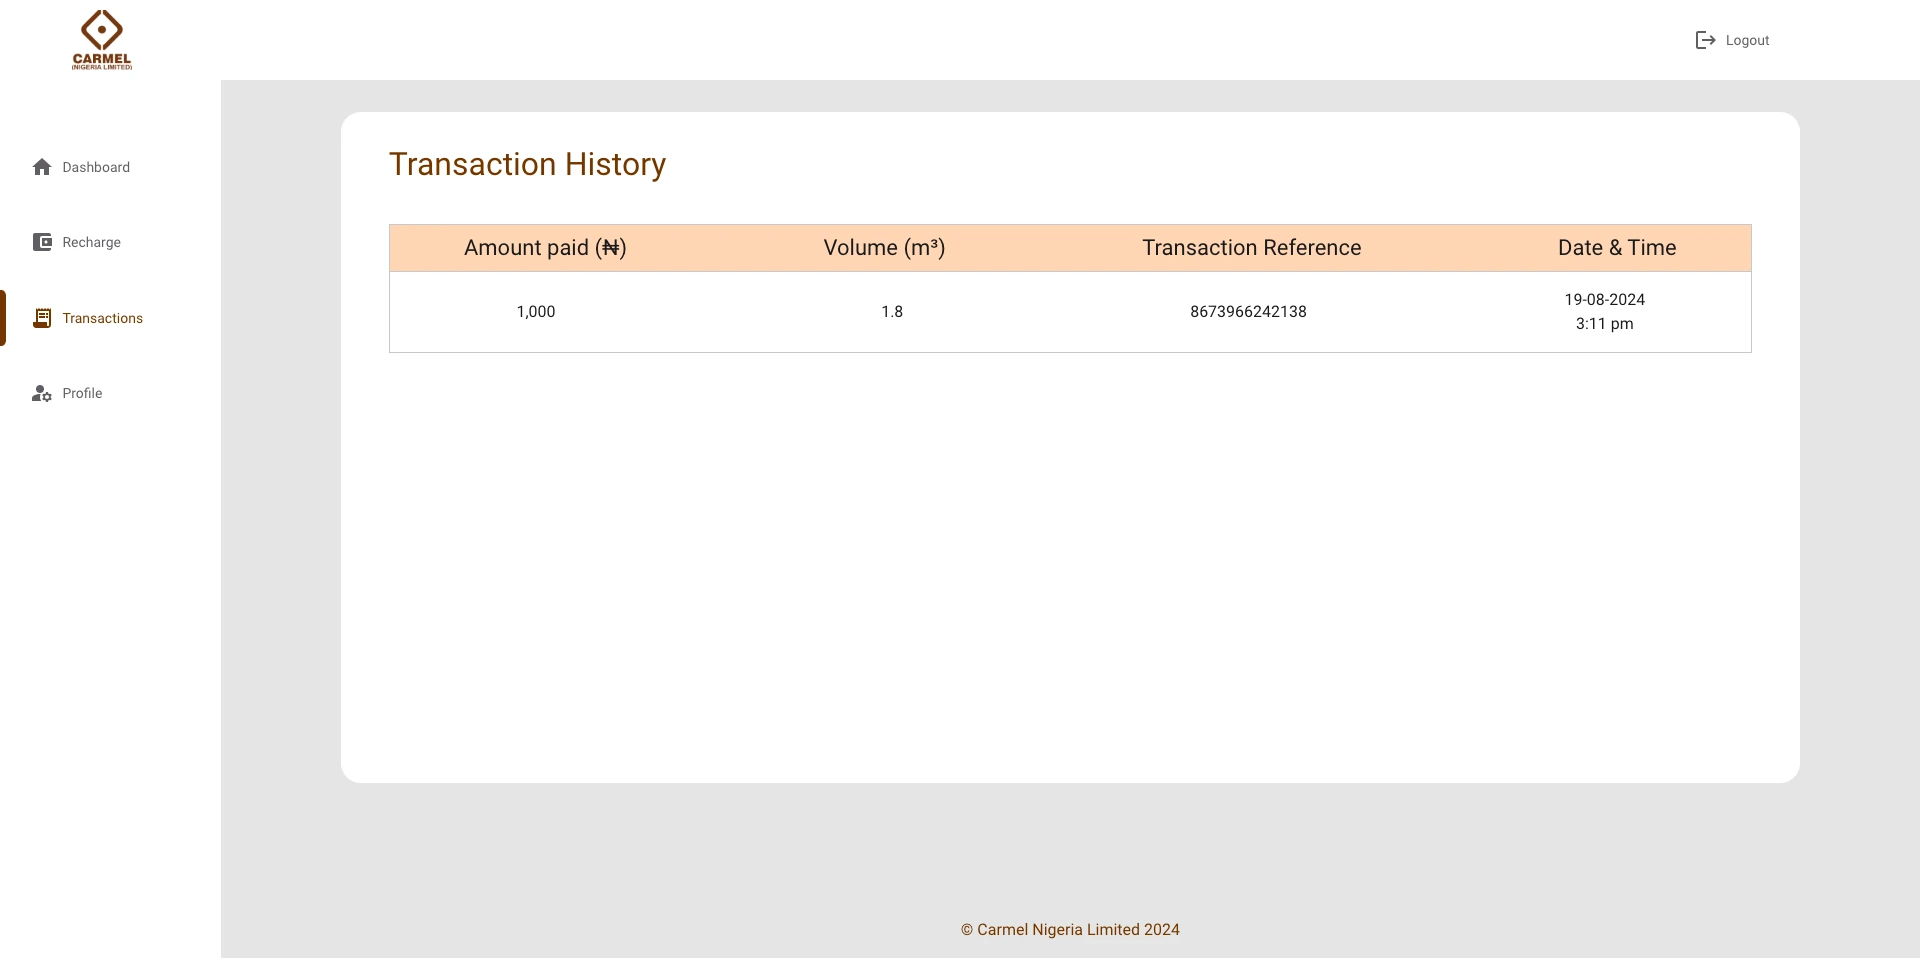 CARMEL
(NIGERIA LIMITED)
Logout
Dashboard
Recharge
Transactions
Profile
Transaction History
Amount paid (₦) Volume (m³) Transaction Reference Date & Time
1,000 1.8 8673966242138 19-08-2024
3:11 pm
© Carmel Nigeria Limited 2024